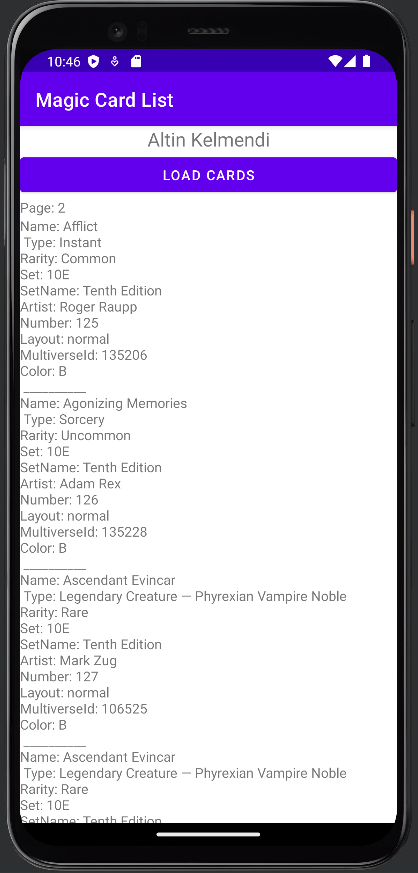 10:46
Magic Card List
Altin Kelmendi
LOAD CARDS
Page: 2
Name: Afflict
Type: Instant
Rarity: Common
Set: 10E
SetName: Tenth Edition
Artist: Roger Raupp
Number: 125
Layout: normal
MultiverseId: 135206
Color: B
__________
Name: Agonizing Memories
Type: Sorcery
Rarity: Uncommon
Set: 10E
SetName: Tenth Edition
Artist: Adam Rex
Number: 126
Layout: normal
MultiverseId: 135228
Color: B
__________
Name: Ascendant Evincar
Type: Legendary Creature — Phyrexian Vampire Noble
Rarity: Rare
Set: 10E
SetName: Tenth Edition
Artist: Mark Zug
Number: 127
Layout: normal
MultiverseId: 106525
Color: B
__________
Name: Ascendant Evincar
Type: Legendary Creature — Phyrexian Vampire Noble
Rarity: Rare
Set: 10E
SetName: Tenth Edition